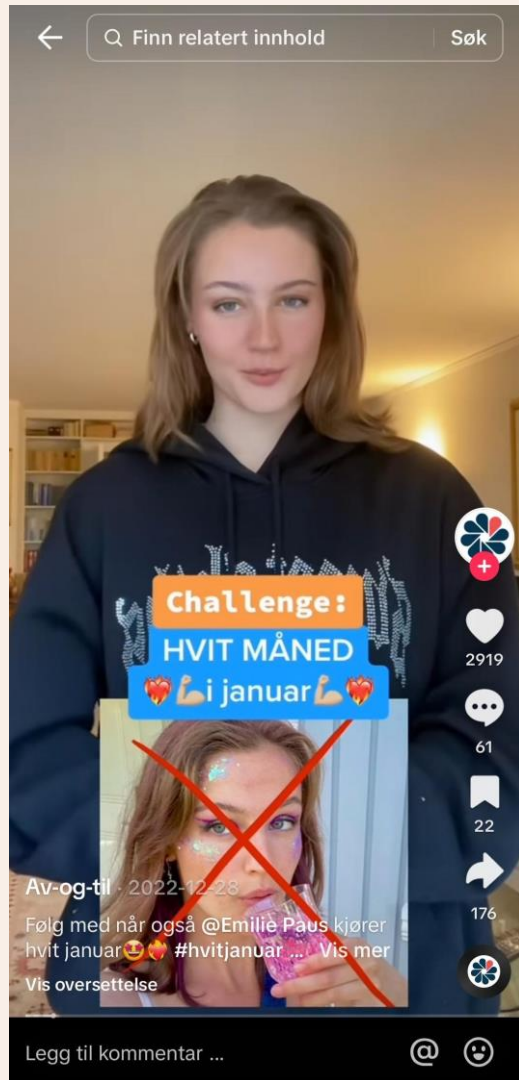 Finn relatert innhold
Søk
Challenge:
HVIT MÅNED
❤️‍🔥💪🏼i januar💪🏼❤️‍🔥
2919
61
22
176
Av-og-til · 2022-12-28
Følg med når også @Emilie Paus kjører
hvit januar🤩❤️‍🔥 #hvitjanuar ... Vis mer
Vis oversettelse
Legg til kommentar ...
@